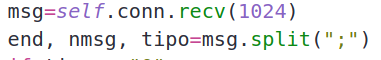 msg=self.conn.recv(1024)
end, nmsg, tipo=msg.split(";")